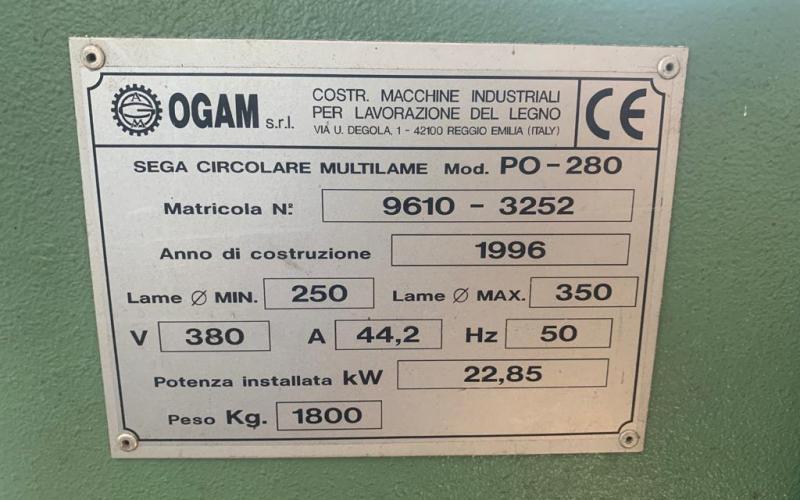 OGAM s.r.l.
COSTR. MACCHINE INDUSTRIALI
PER LAVORAZIONE DEL LEGNO
VIA U. DEGOLA, 1 - 42100 REGGIO EMILIA (ITALY)
CE
SEGA CIRCOLARE MULTILAME Mod. PO-280
Matricola Nº 9610 - 3252
Anno di costruzione 1996
Lame Ø MIN. 250 Lame Ø MAX. 350
V 380 A 44,2 Hz 50
Potenza installata kW 22,85
Peso Kg. 1800